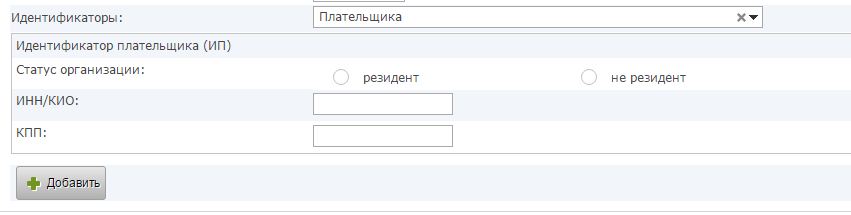 Идентификаторы: Плательщика
Идентификатор плательщика (ИП)
Статус организации: резидент не резидент
ИНН/КИО:
КПП:
Добавить